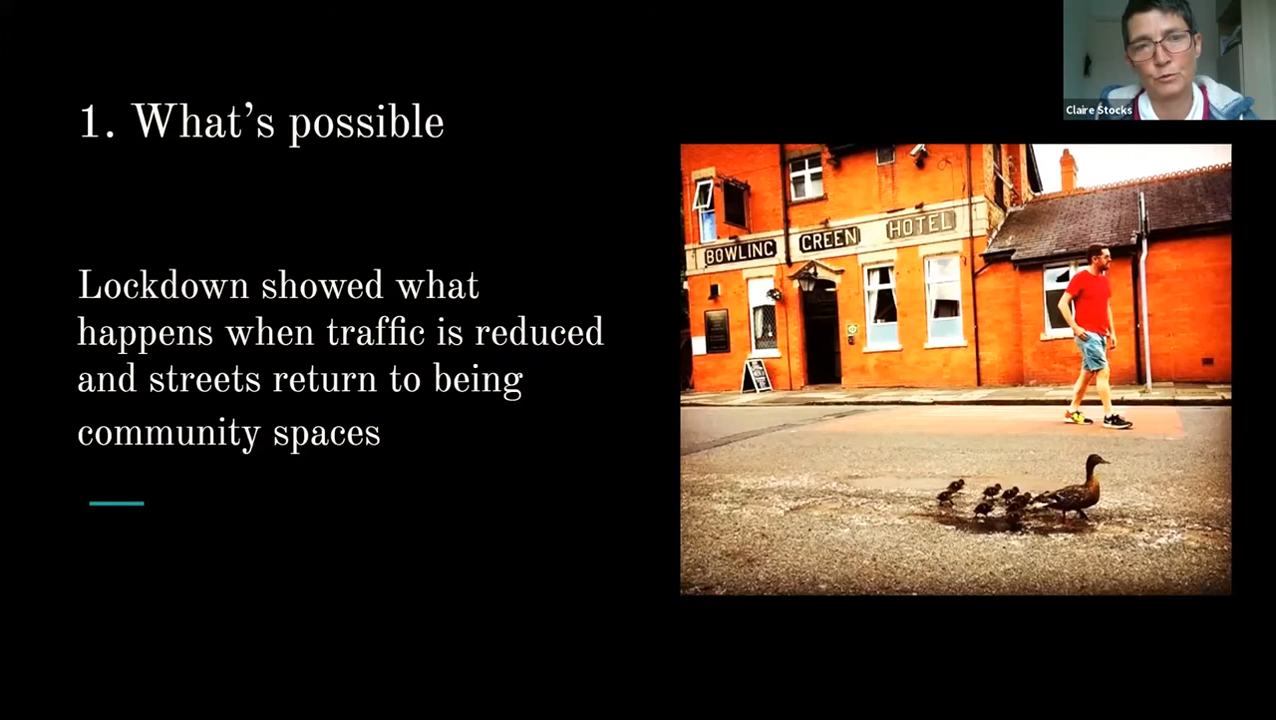 Claire Stocks
1. What's possible
BOWLING GREEN HOTEL
Lockdown showed what
happens when traffic is reduced
and streets return to being
community spaces